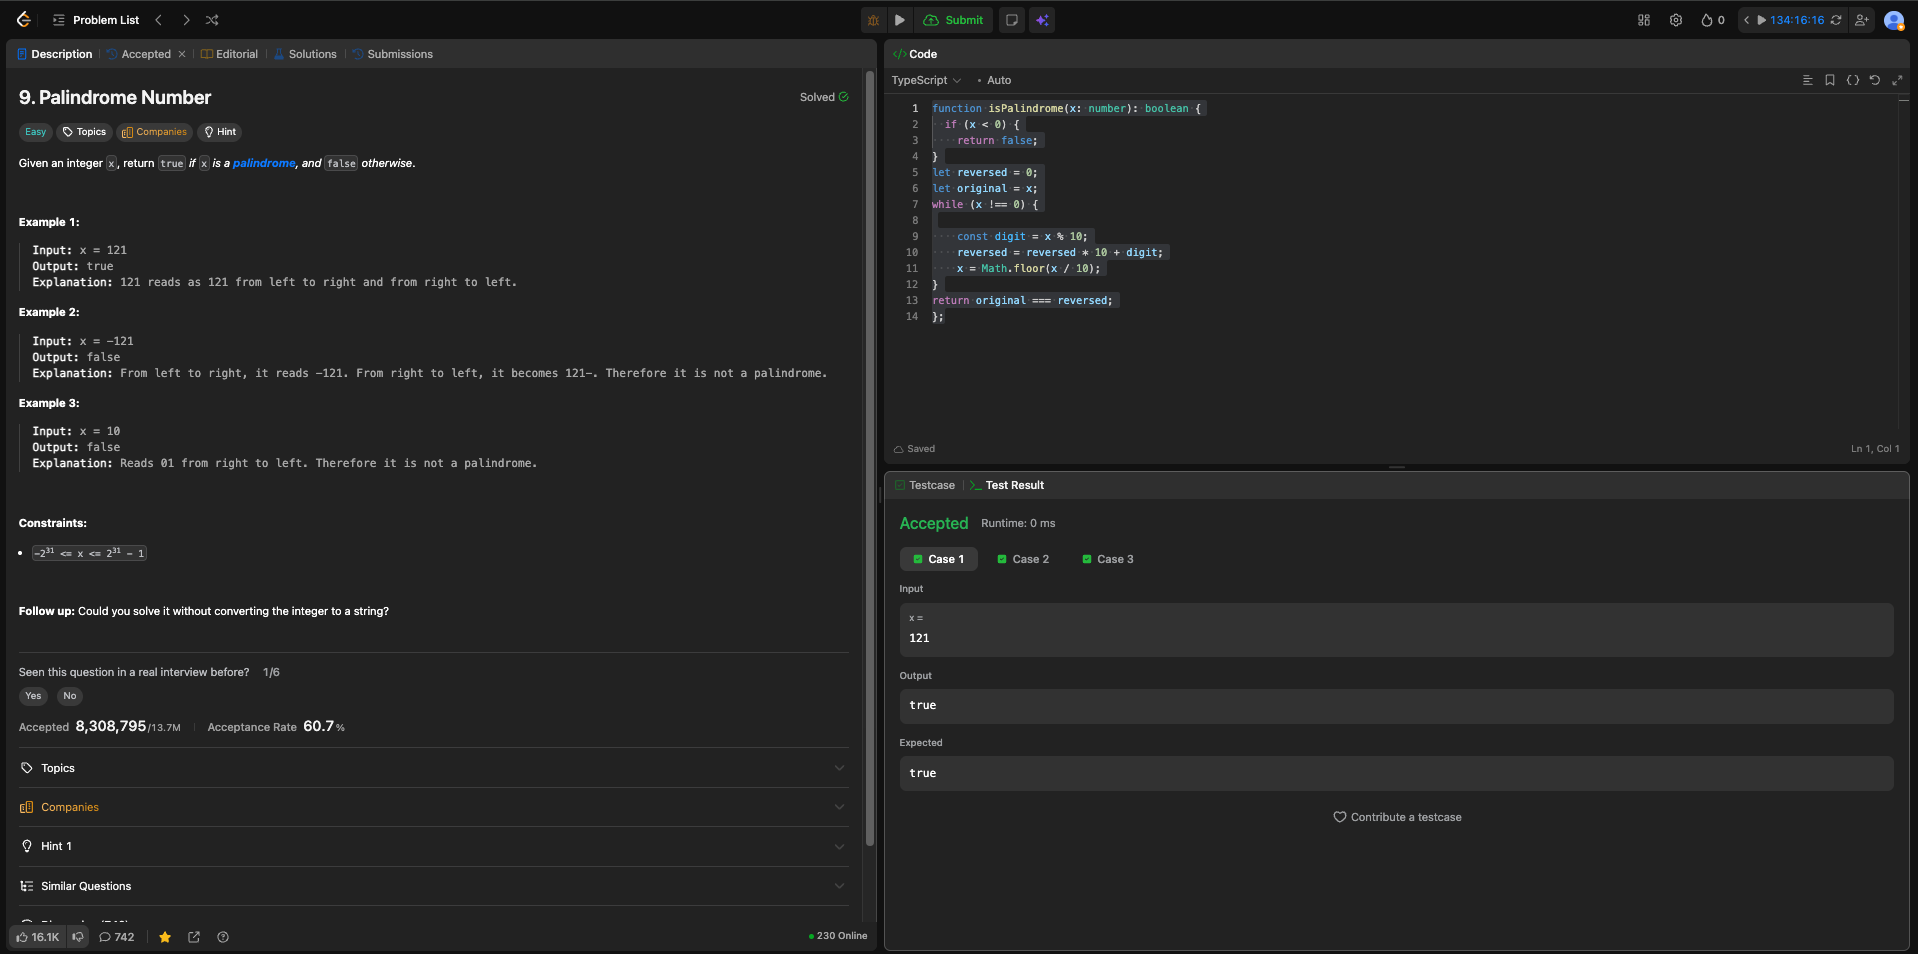 Problem List
Submit
0
134:16:16
Description
Accepted
Editorial
Solutions
Submissions
9. Palindrome Number
Solved
Easy
Topics
Companies
Hint
Given an integer x, return true if x is a palindrome, and false otherwise.
Example 1:
Input: x = 121
Output: true
Explanation: 121 reads as 121 from left to right and from right to left.
Example 2:
Input: x = -121
Output: false
Explanation: From left to right, it reads -121. From right to left, it becomes 121-. Therefore it is not a palindrome.
Example 3:
Input: x = 10
Output: false
Explanation: Reads 01 from right to left. Therefore it is not a palindrome.
Constraints:
-2³¹ <= x <= 2³¹ - 1
Follow up: Could you solve it without converting the integer to a string?
Seen this question in a real interview before? 1/6
Yes
No
Accepted 8,308,795/13.7M
Acceptance Rate 60.7%
Topics
Companies
Hint 1
Similar Questions
16.1K
742
230 Online
Code
TypeScript
Auto
1 function isPalindrome(x: number): boolean {
2   if (x < 0) {
3     return false;
4 }
5 let reversed = 0;
6 let original = x;
7 while (x !== 0) {
8
9     const digit = x % 10;
10     reversed = reversed * 10 + digit;
11     x = Math.floor(x / 10);
12 }
13 return original === reversed;
14 };
Saved
Ln 1, Col 1
Testcase
Test Result
Accepted
Runtime: 0 ms
Case 1
Case 2
Case 3
Input
x =
121
Output
true
Expected
true
Contribute a testcase